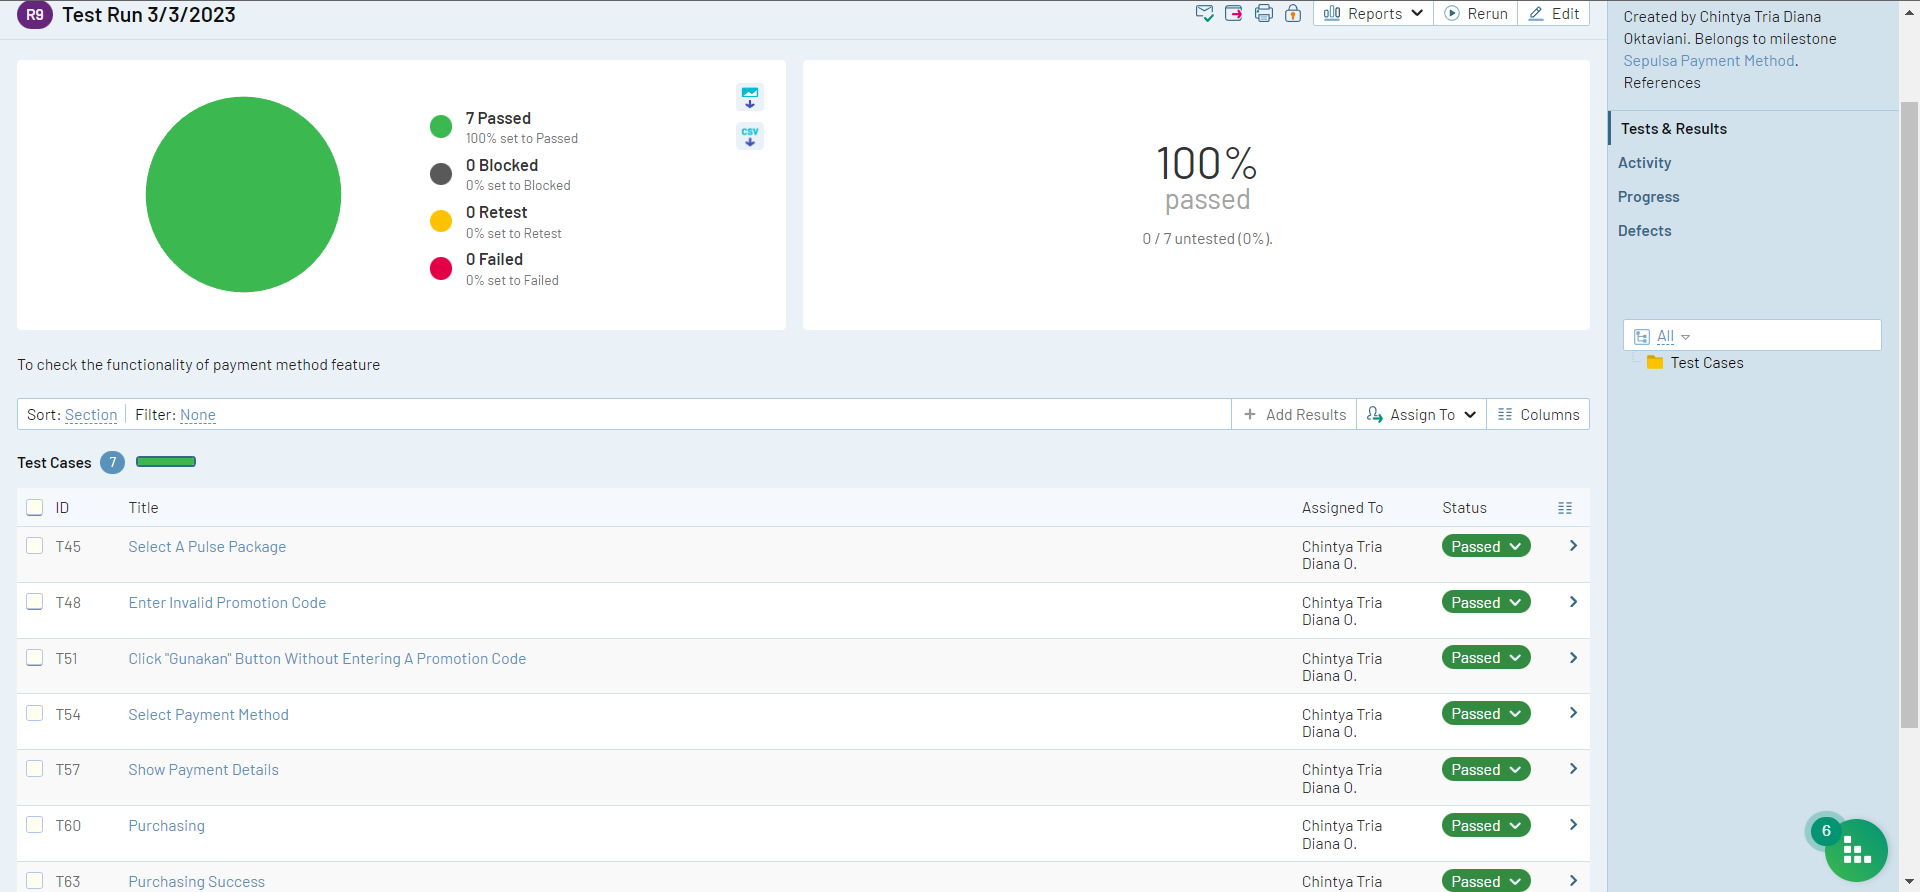 R9 Test Run 3/3/2023
Reports Rerun Edit
7 Passed
100% set to Passed
0 Blocked
0% set to Blocked
0 Retest
0% set to Retest
0 Failed
0% set to Failed
CSV
100%
passed
0 / 7 untested (0%).
To check the functionality of payment method feature
Sort: Section Filter: None
+ Add Results Assign To Columns
Test Cases 7
ID Title Assigned To Status
T45 Select A Pulse Package Chintya Tria Passed
Diana O.
T48 Enter Invalid Promotion Code Chintya Tria Passed
Diana O.
T51 Click "Gunakan" Button Without Entering A Promotion Code Chintya Tria Passed
Diana O.
T54 Select Payment Method Chintya Tria Passed
Diana O.
T57 Show Payment Details Chintya Tria Passed
Diana O.
T60 Purchasing Chintya Tria Passed
Diana O.
T63 Purchasing Success Chintya Tria Passed
Created by Chintya Tria Diana
Oktaviani. Belongs to milestone
Sepulsa Payment Method.
References
Tests & Results
Activity
Progress
Defects
All
Test Cases
6